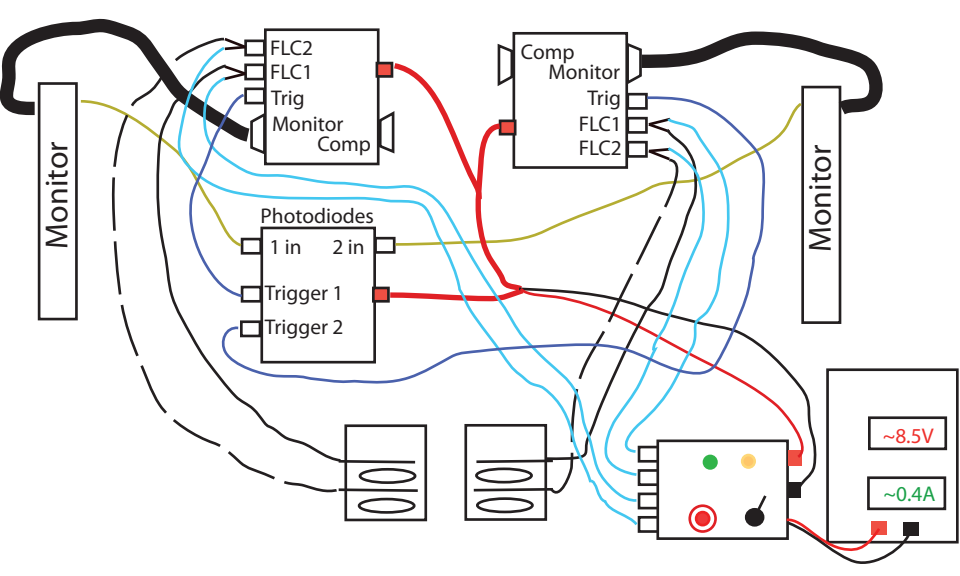 FLC2
FLC1
Trig
Monitor
Comp
Comp
Monitor
Trig
FLC1
FLC2
Monitor
Monitor
Photodiodes
1 in 2 in
Trigger 1
Trigger 2
~8.5V
~0.4A